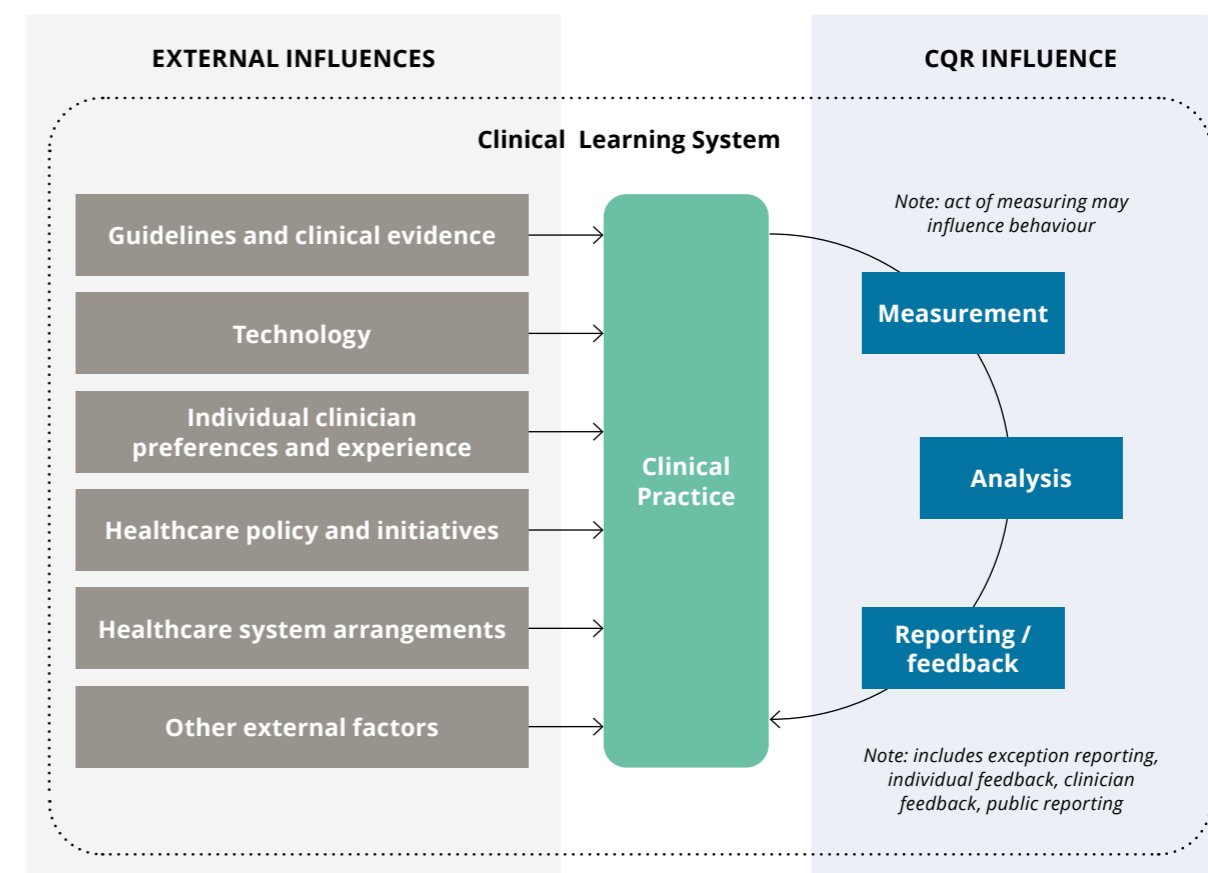 EXTERNAL INFLUENCES
CQR INFLUENCE
Clinical Learning System
Guidelines and clinical evidence
Technology
Individual clinician
preferences and experience
Healthcare policy and initiatives
Healthcare system arrangements
Other external factors
Clinical
Practice
Note: act of measuring may
influence behaviour
Measurement
Analysis
Reporting /
feedback
Note: includes exception reporting,
individual feedback, clinician
feedback, public reporting